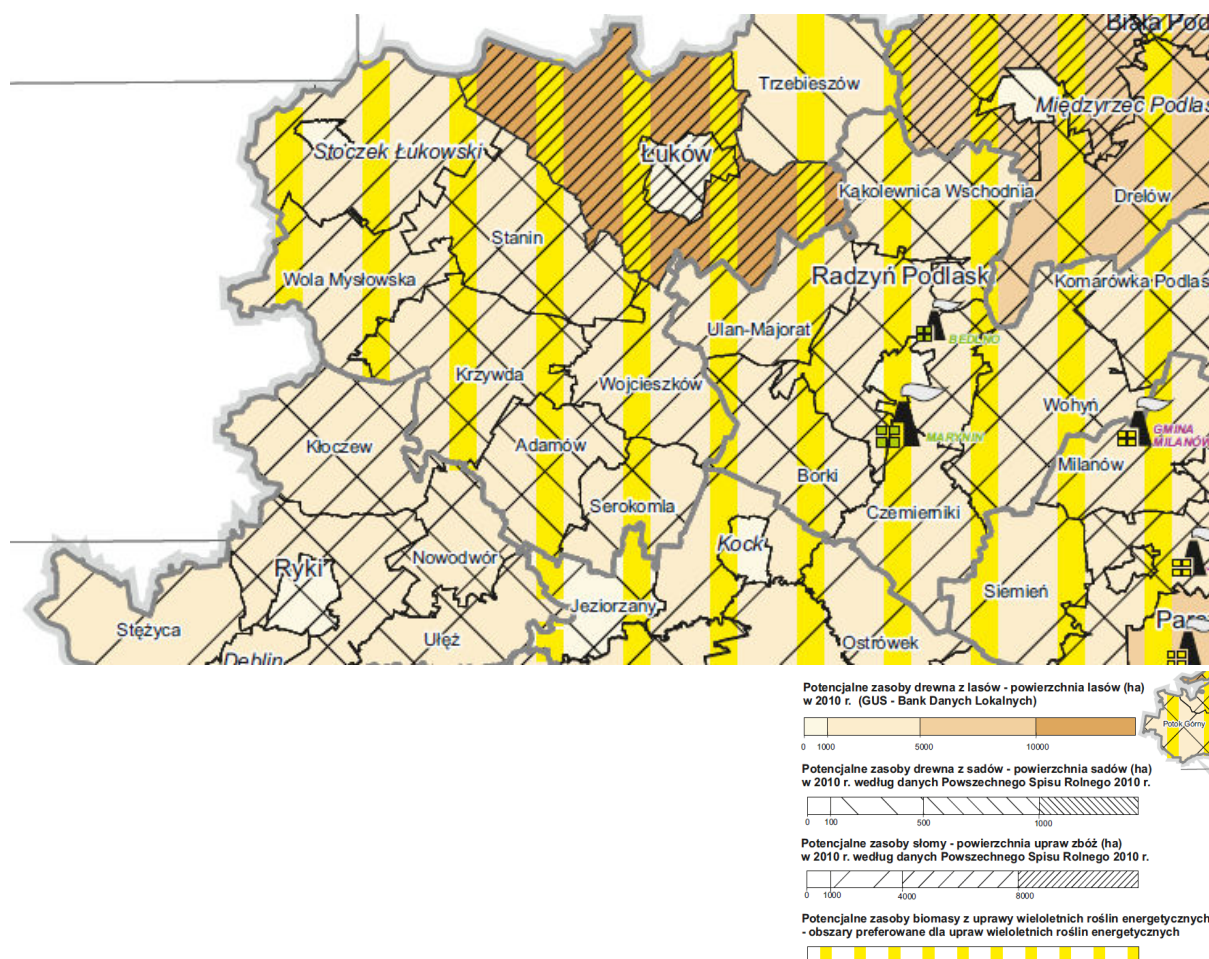 Biała Pod
Trzebieszów
Międzyrzec Podlas
Stoczek Łukowski
Łuków
Kąkolewnica Wschodnia
Drelów
Stanin
Wola Mysłowska
Radzyń Podlask
Komarówka Podlas
Ulan-Majorat
BEDLNO
Krzywda
Wojcieszków
Wohyń
Kłoczew
Adamów
MARYNIN
GMINA
MILANÓW
Milanów
Borki
Serokomla
Czemierniki
Kock
Nowodwór
Ryki
Siemień
Jeziorzany
Stężyca
Ułęż
Ostrówek
Dęblin
Potencjalne zasoby drewna z lasów - powierzchnia lasów (ha)
w 2010 r. (GUS - Bank Danych Lokalnych)
Potok Górny
0 1000 5000 10000
Potencjalne zasoby drewna z sadów - powierzchnia sadów (ha)
w 2010 r. według danych Powszechnego Spisu Rolnego 2010 r.
0 100 500 1000
Potencjalne zasoby słomy - powierzchnia upraw zbóż (ha)
w 2010 r. według danych Powszechnego Spisu Rolnego 2010 r.
0 1000 4000 8000
Potencjalne zasoby biomasy z uprawy wieloletnich roślin energetycznych
- obszary preferowane dla upraw wieloletnich roślin energetycznych